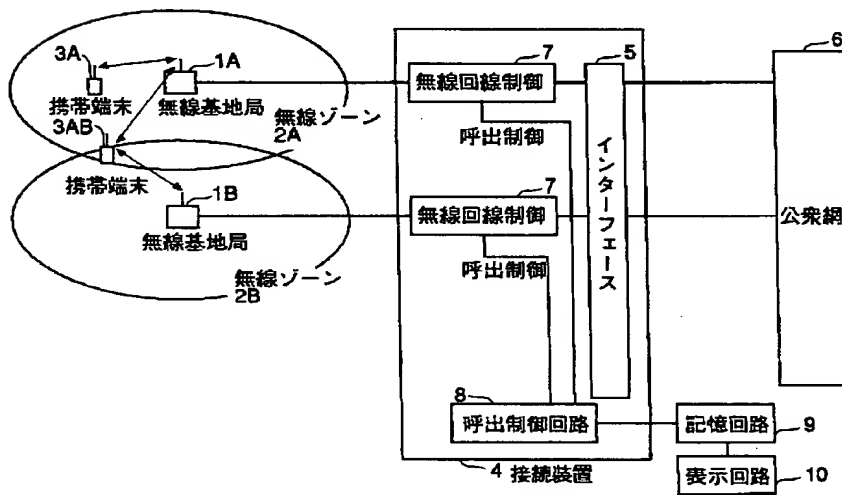 3A
1A
携帯端末
無線基地局
3AB
無線ゾーン
2A
携帯端末
1B
無線基地局
無線ゾーン
2B
7
無線回線制御
呼出制御
7
無線回線制御
呼出制御
5
インターフェース
6
公衆網
8
呼出制御回路
4 接続装置
記憶回路
9
表示回路
10